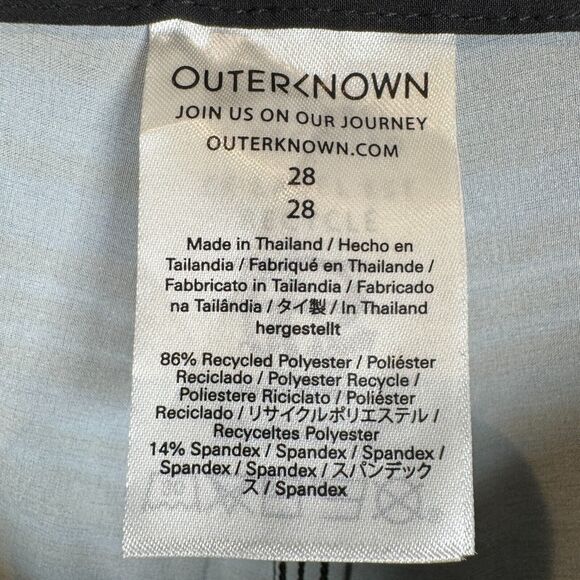 OUTERKNOWN
JOIN US ON OUR JOURNEY
OUTERKNOWN.COM
28
28
Made in Thailand / Hecho en
Tailandia / Fabriqué en Thailande /
Fabbricato in Tailandia / Fabricado
na Tailândia / タイ製 / In Thailand
hergestellt
86% Recycled Polyester / Poliéster
Reciclado / Polyester Recycle /
Poliestere Riciclato / Poliéster
Reciclado / リサイクルポリエステル /
Recyceltes Polyester
14% Spandex / Spandex / Spandex /
Spandex / Spandex / スパンデック
ス / Spandex